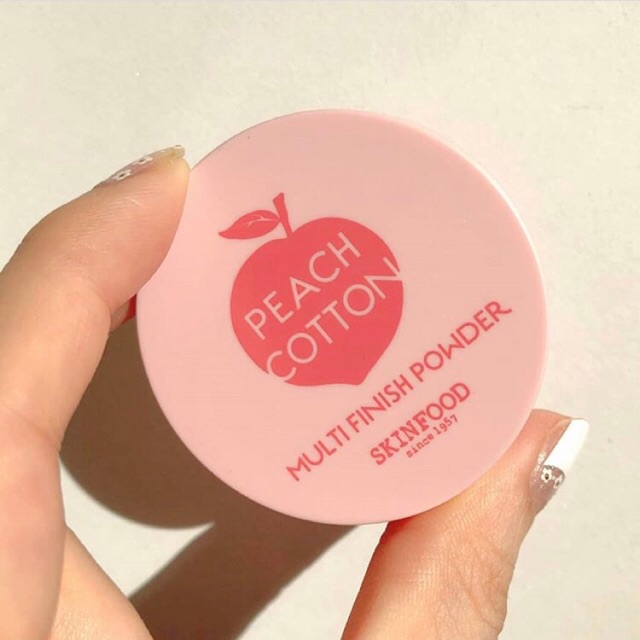 PEACH
COTTON
MULTI FINISH POWDER
SKINFOOD
since 1957